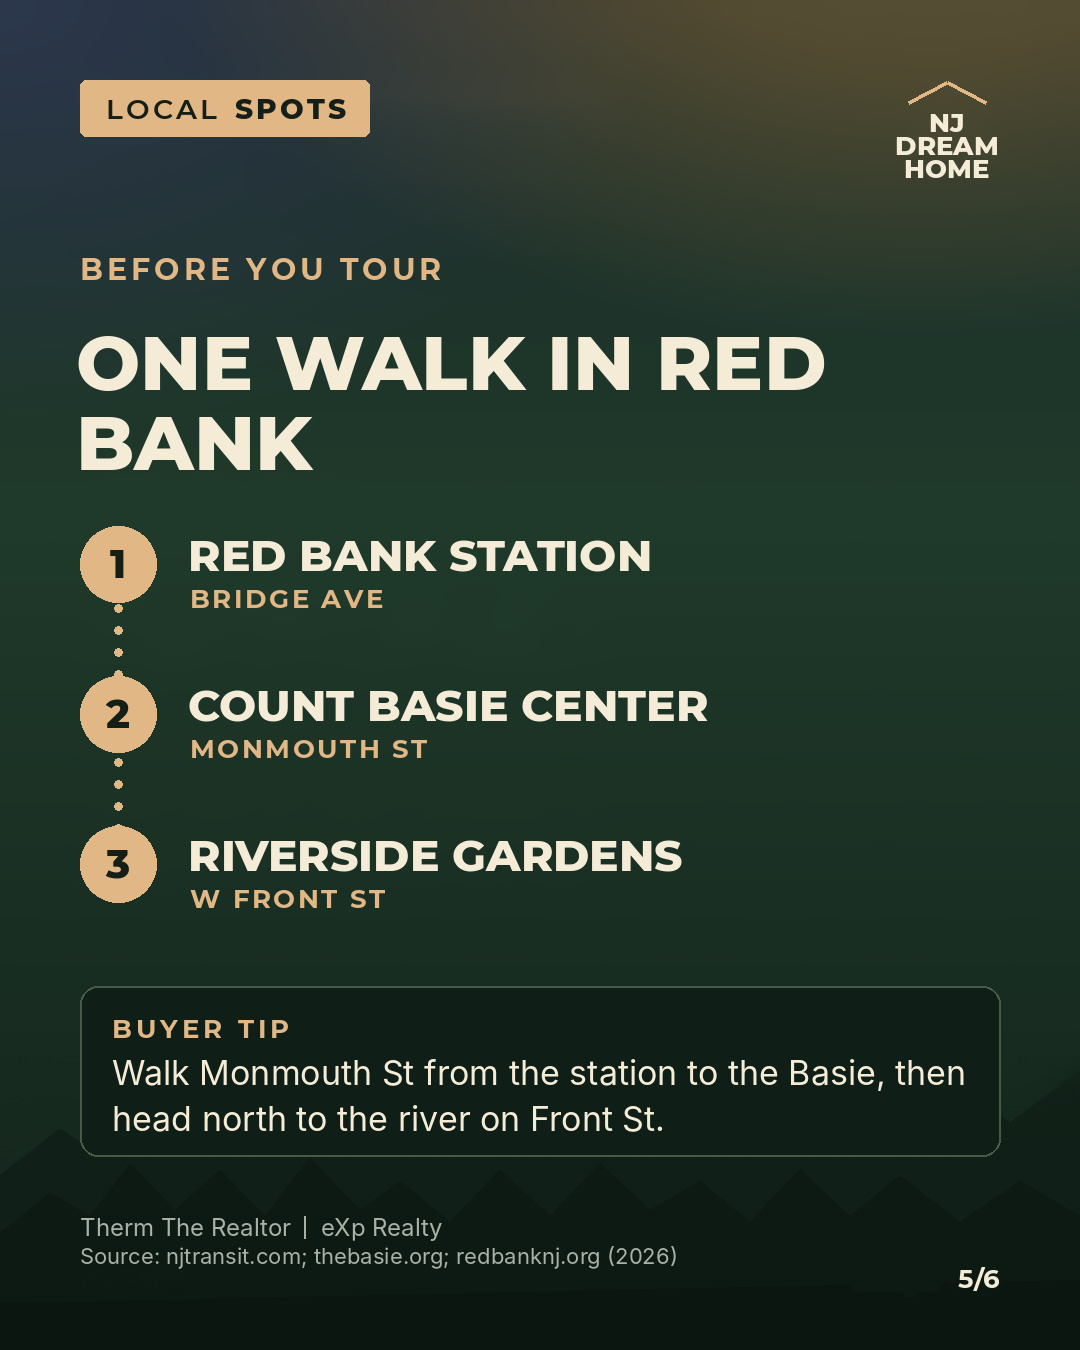 LOCAL SPOTS
NJ
DREAM
HOME
BEFORE YOU TOUR
ONE WALK IN RED
BANK
1
RED BANK STATION
BRIDGE AVE
2
COUNT BASIE CENTER
MONMOUTH ST
3
RIVERSIDE GARDENS
W FRONT ST
BUYER TIP
Walk Monmouth St from the station to the Basie, then
head north to the river on Front St.
Therm The Realtor | eXp Realty
Source: njtransit.com; thebasie.org; redbanknj.org (2026)
5/6